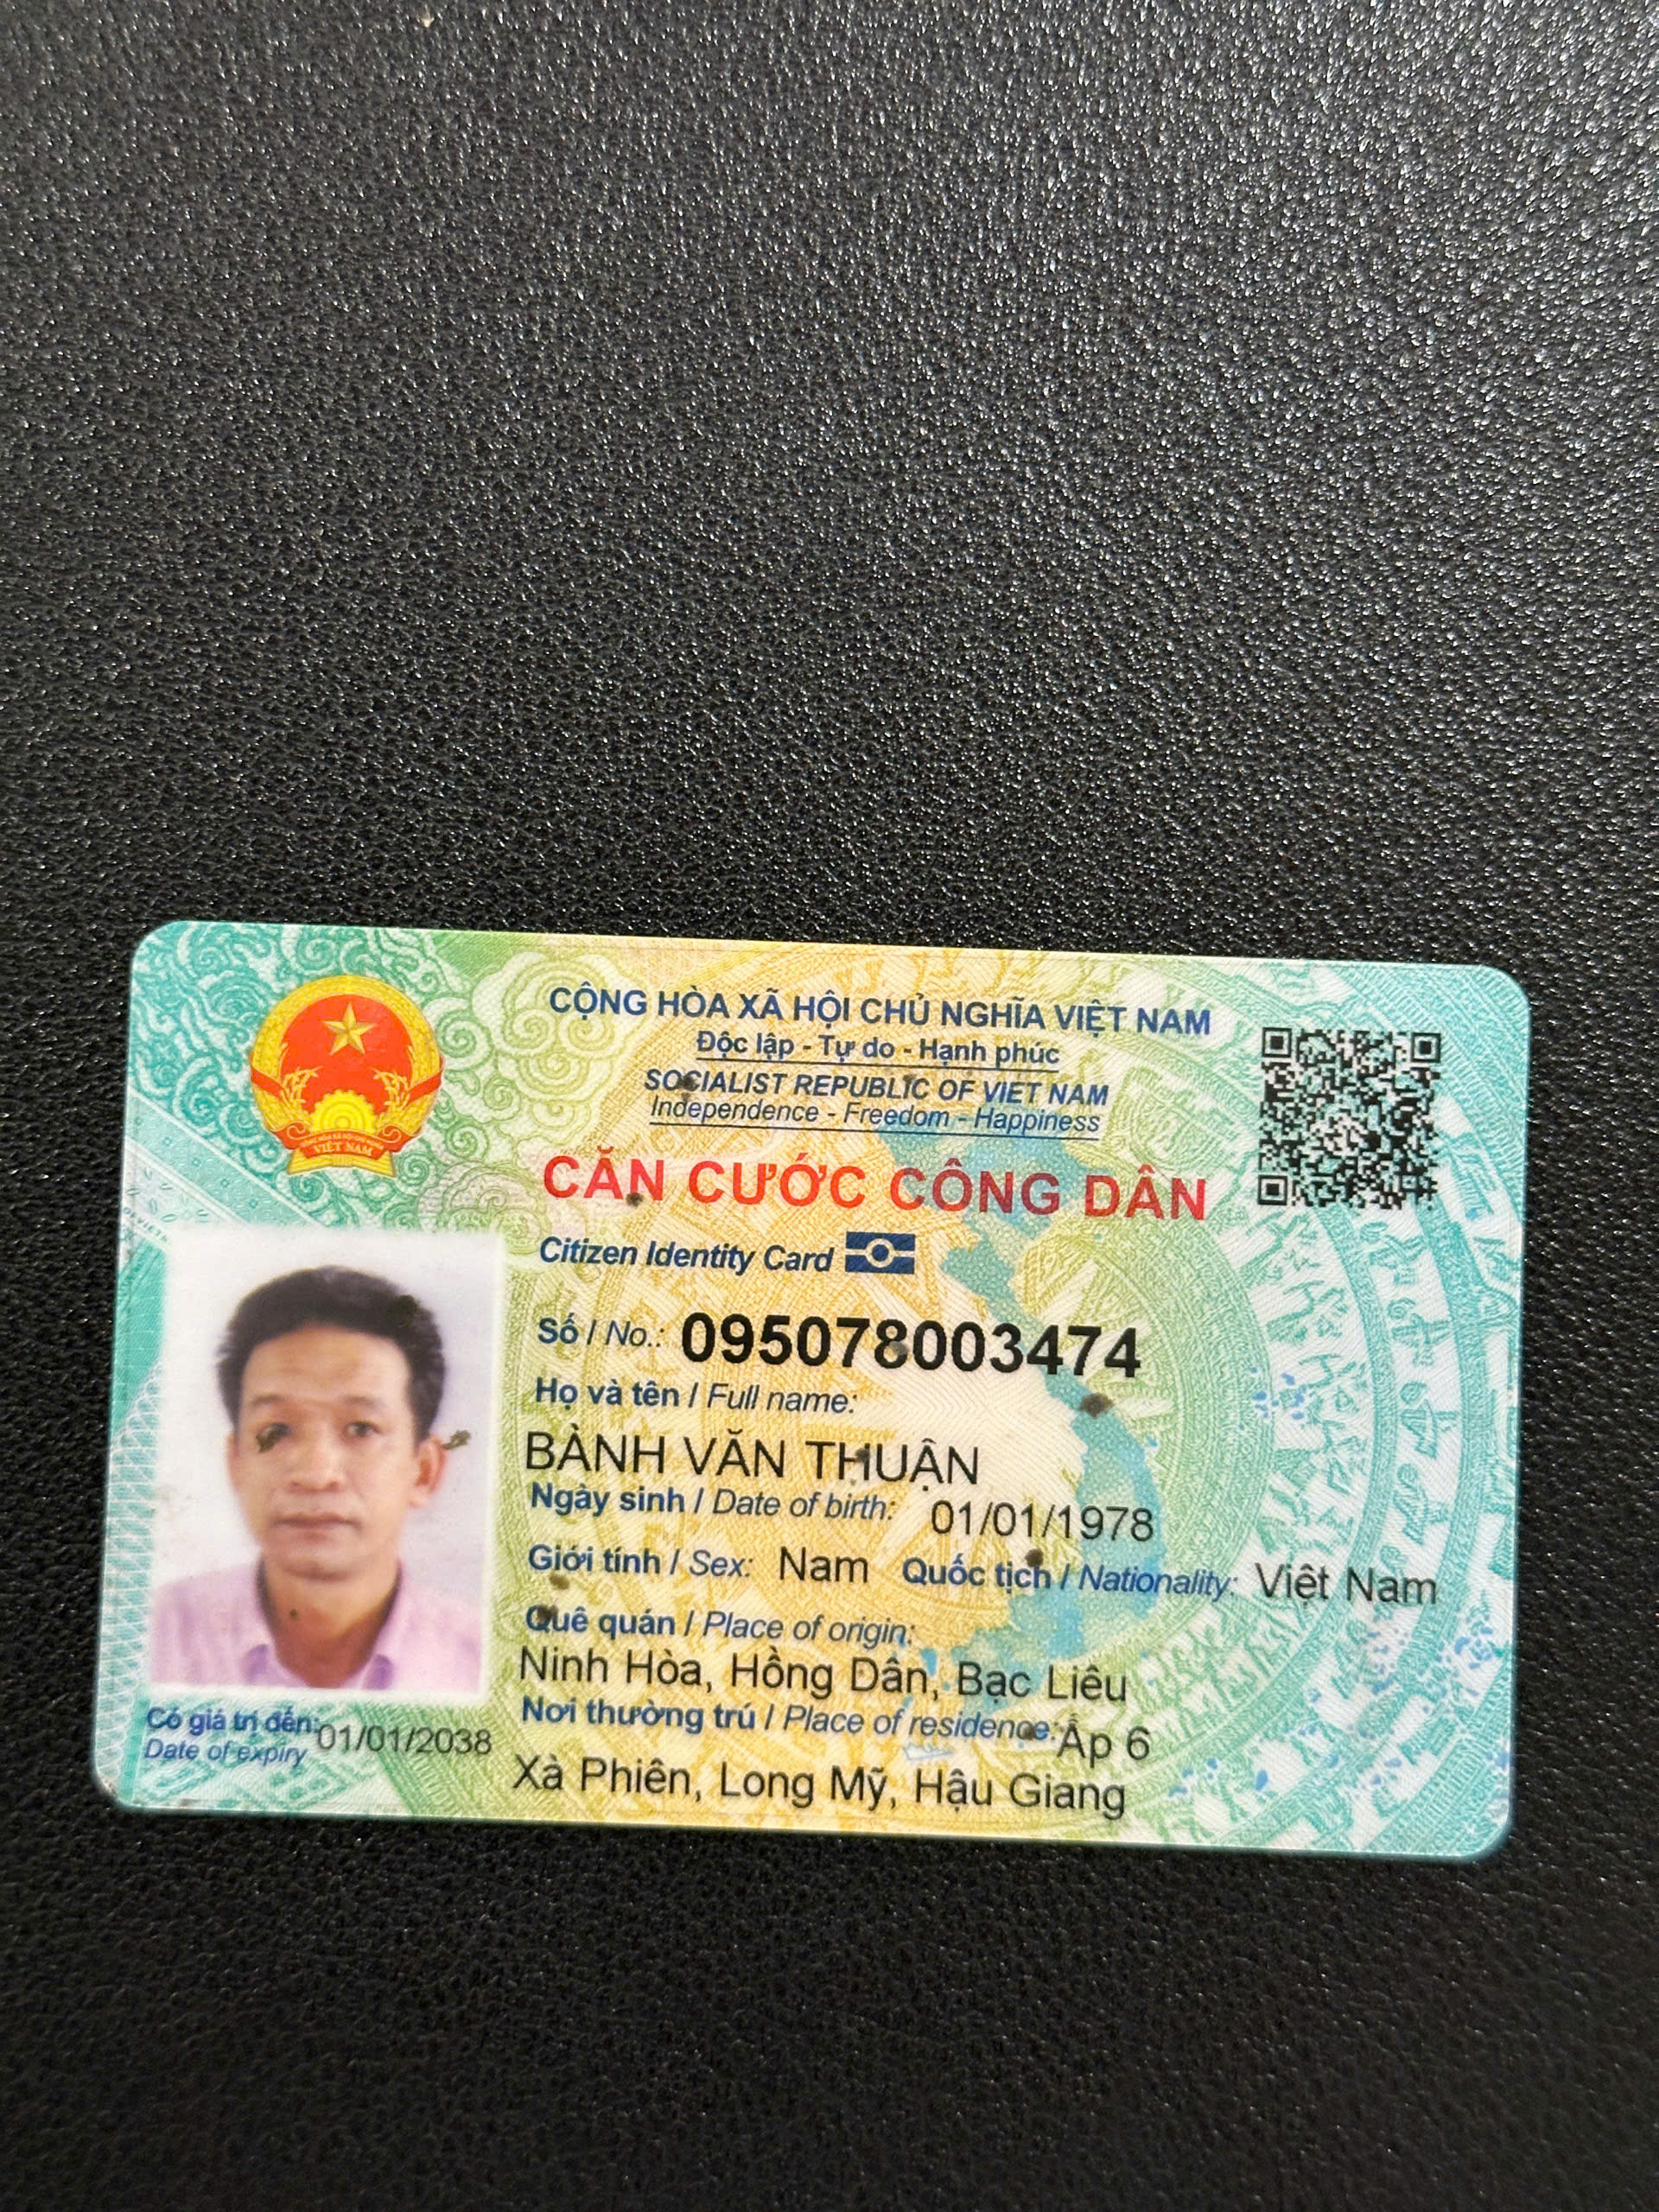 CỘNG HÒA XÃ HỘI CHỦ NGHĨA VIỆT NAM
Độc lập - Tự do - Hạnh phúc
SOCIALIST REPUBLIC OF VIET NAM
Independence - Freedom - Happiness
CĂN CƯỚC CÔNG DÂN
Citizen Identity Card
Số / No.: 095078003474
Họ và tên / Full name:
BÀNH VĂN THUẬN
Ngày sinh / Date of birth: 01/01/1978
Giới tính / Sex: Nam Quốc tịch / Nationality: Việt Nam
Quê quán / Place of origin:
Ninh Hòa, Hồng Dân, Bạc Liêu
Nơi thường trú / Place of residence: Ấp 6
Xà Phiên, Long Mỹ, Hậu Giang
Có giá trị đến: 01/01/2038
Date of expiry
VIỆT NAM